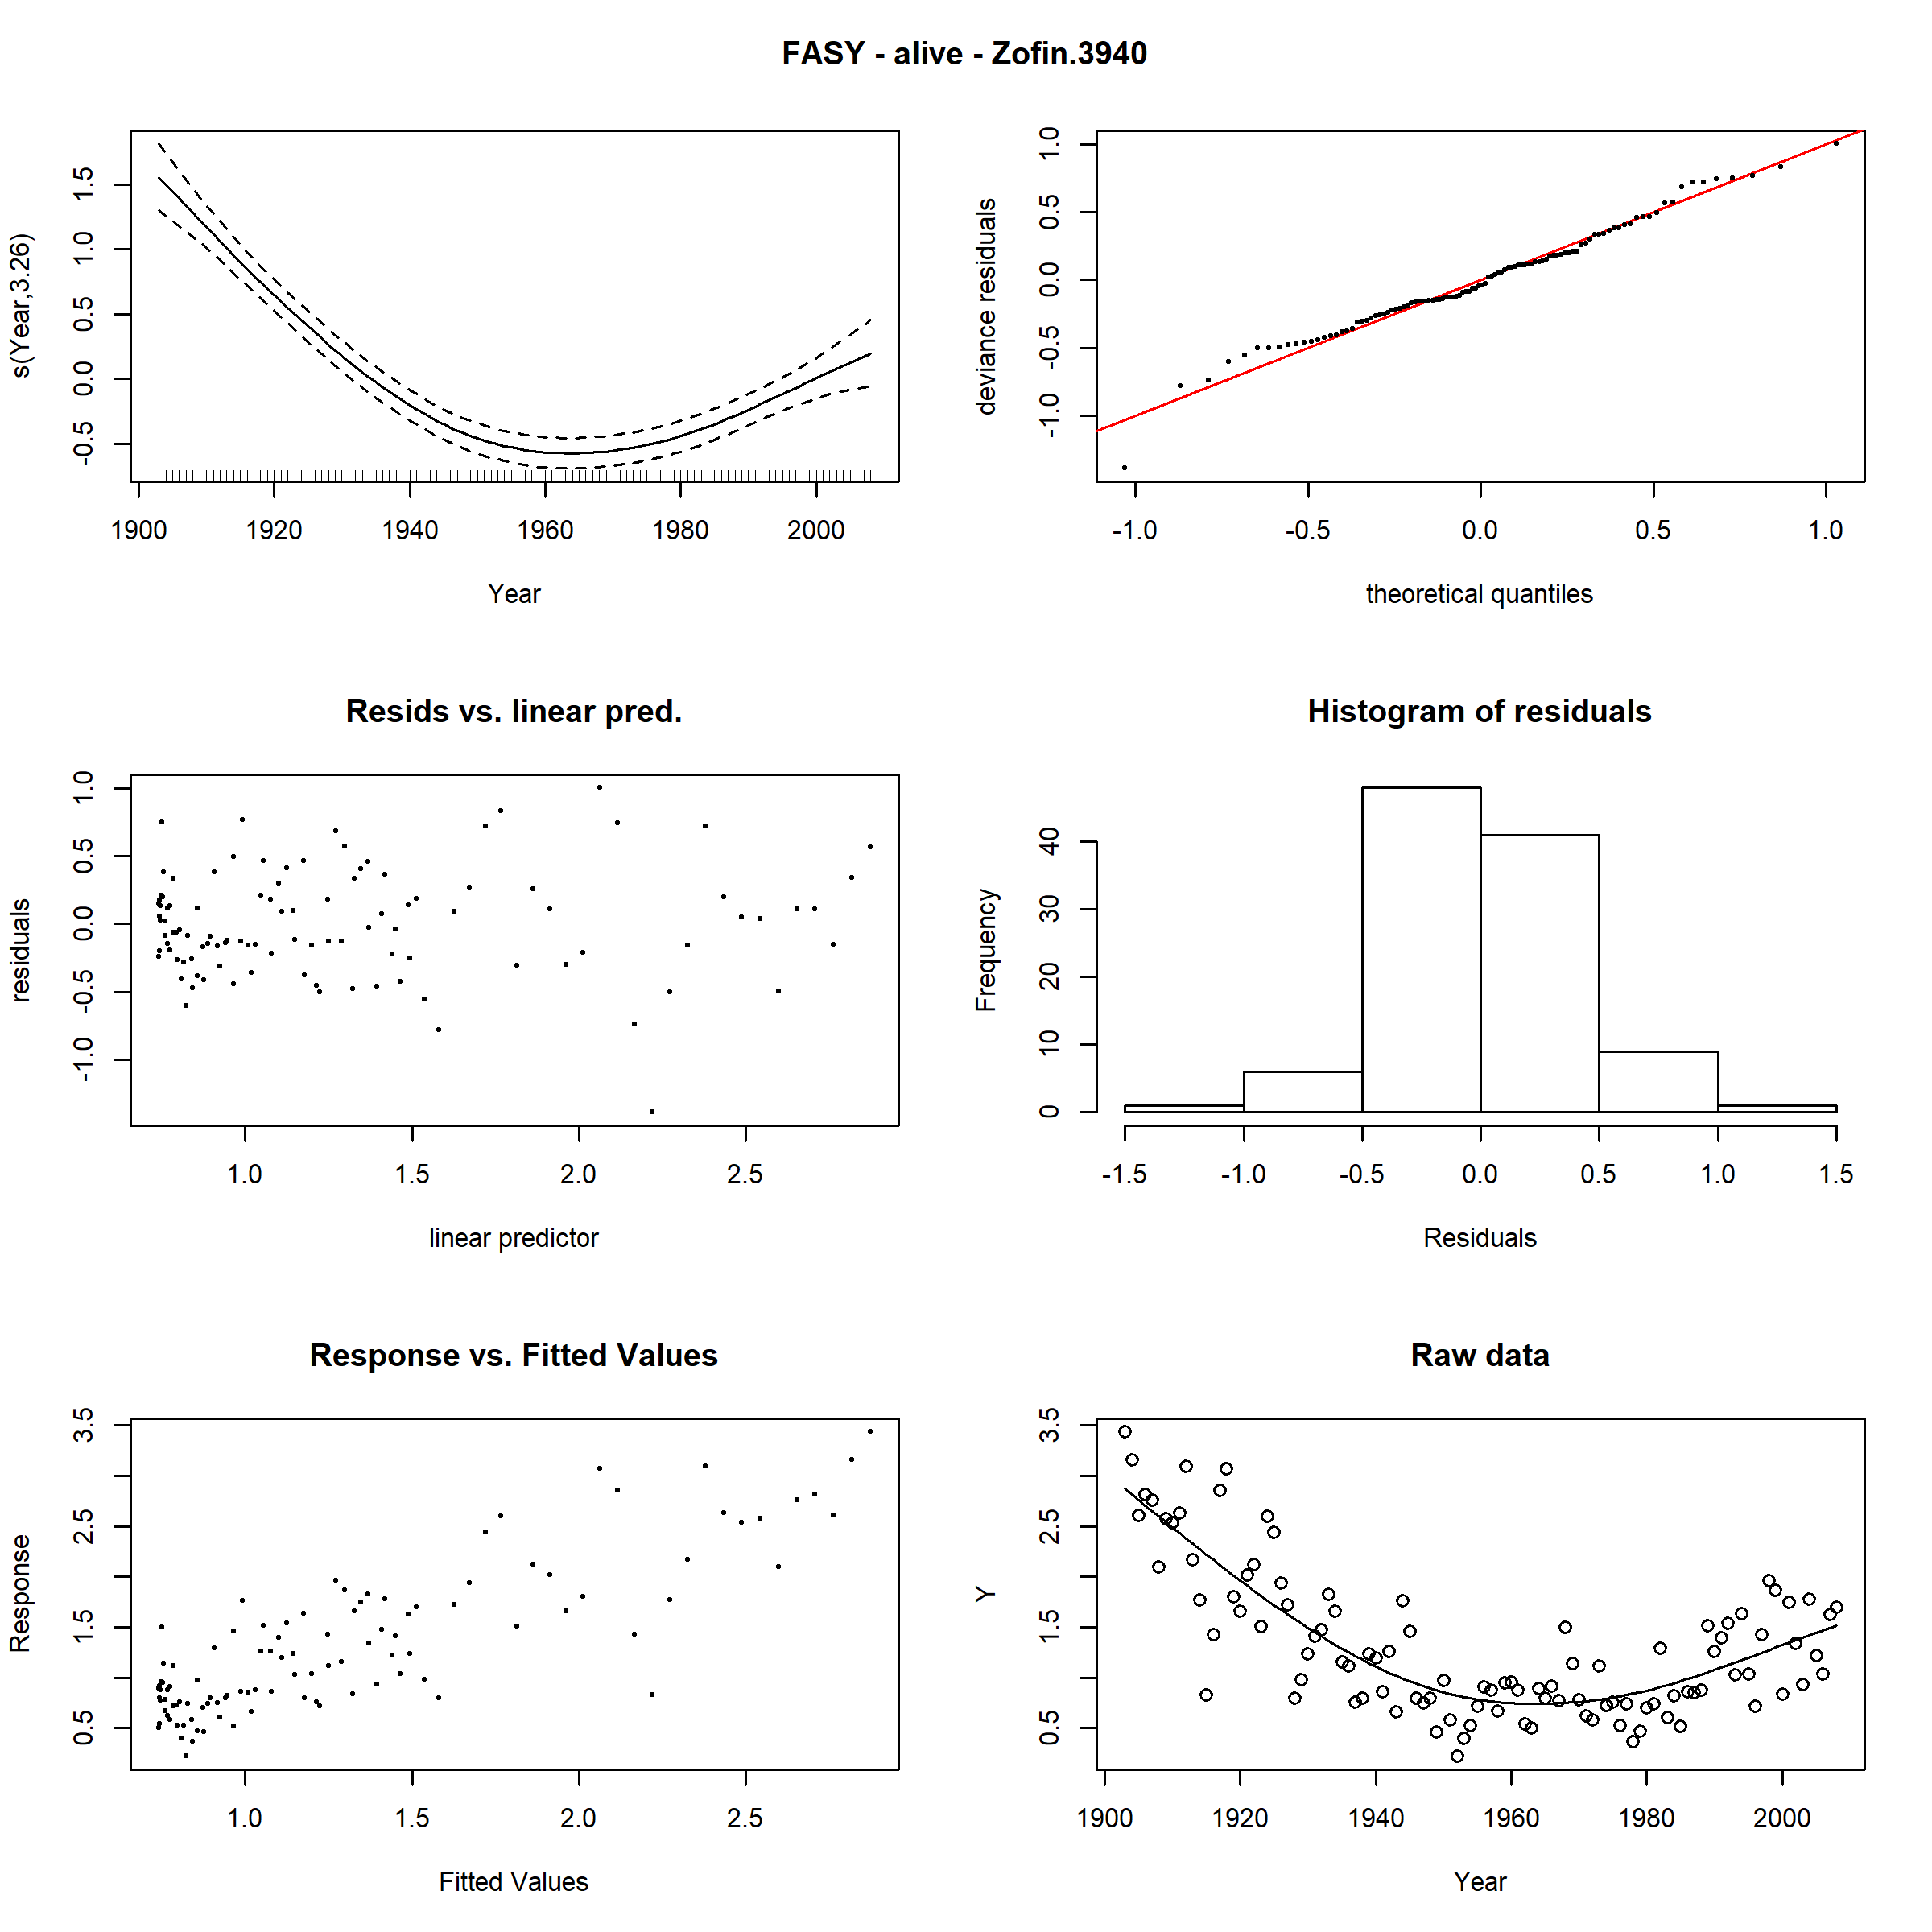 FASY - alive - Zofin.3940
s(Year,3.26)
1.5
1.0
0.5
0.0
-0.5
1900 1920 1940 1960 1980 2000
Year
deviance residuals
1.0
0.5
0.0
-0.5
-1.0
-1.0 -0.5 0.0 0.5 1.0
theoretical quantiles
Resids vs. linear pred.
residuals
1.0
0.5
0.0
-0.5
-1.0
1.0 1.5 2.0 2.5
linear predictor
Histogram of residuals
Frequency
40
30
20
10
0
-1.5 -1.0 -0.5 0.0 0.5 1.0 1.5
Residuals
Response vs. Fitted Values
Response
3.5
2.5
1.5
0.5
1.0 1.5 2.0 2.5
Fitted Values
Raw data
Y
3.5
2.5
1.5
0.5
1900 1920 1940 1960 1980 2000
Year